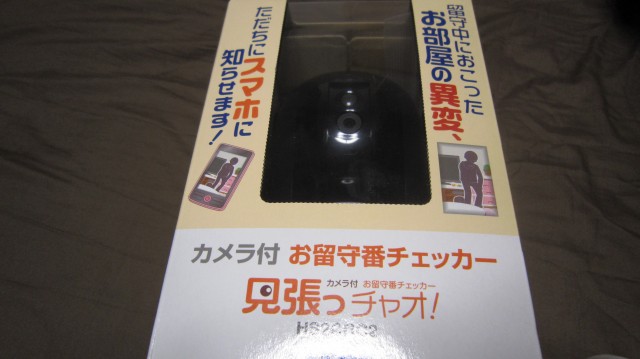 留守中におこった
お部屋の異変、
ただちにスマホに
知らせます!
カメラ付 お留守番チェッカー
カメラ付 お留守番チェッカー
見張っチャオ!